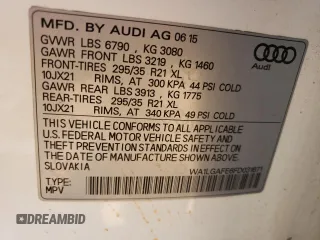 MFD. BY AUDI AG 06 15
GVWR LBS 6790 , KG 3080
GAWR FRONT LBS 3219 , KG 1460
FRONT-TIRES 295/35 R21 XL
10JX21 RIMS, AT 300 KPA 44 PSI COLD
GAWR REAR LBS 3913 , KG 1775
REAR-TIRES 295/35 R21 XL
10JX21 RIMS, AT 340 KPA 49 PSI COLD
THIS VEHICLE CONFORMS TO ALL APPLICABLE
U.S. FEDERAL MOTOR VEHICLE SAFETY AND
THEFT PREVENTION STANDARDS IN EFFECT
ON THE DATE OF MANUFACTURE SHOWN ABOVE.
SLOVAKIA
TYPE:
MPV
Audi
DREAMBID